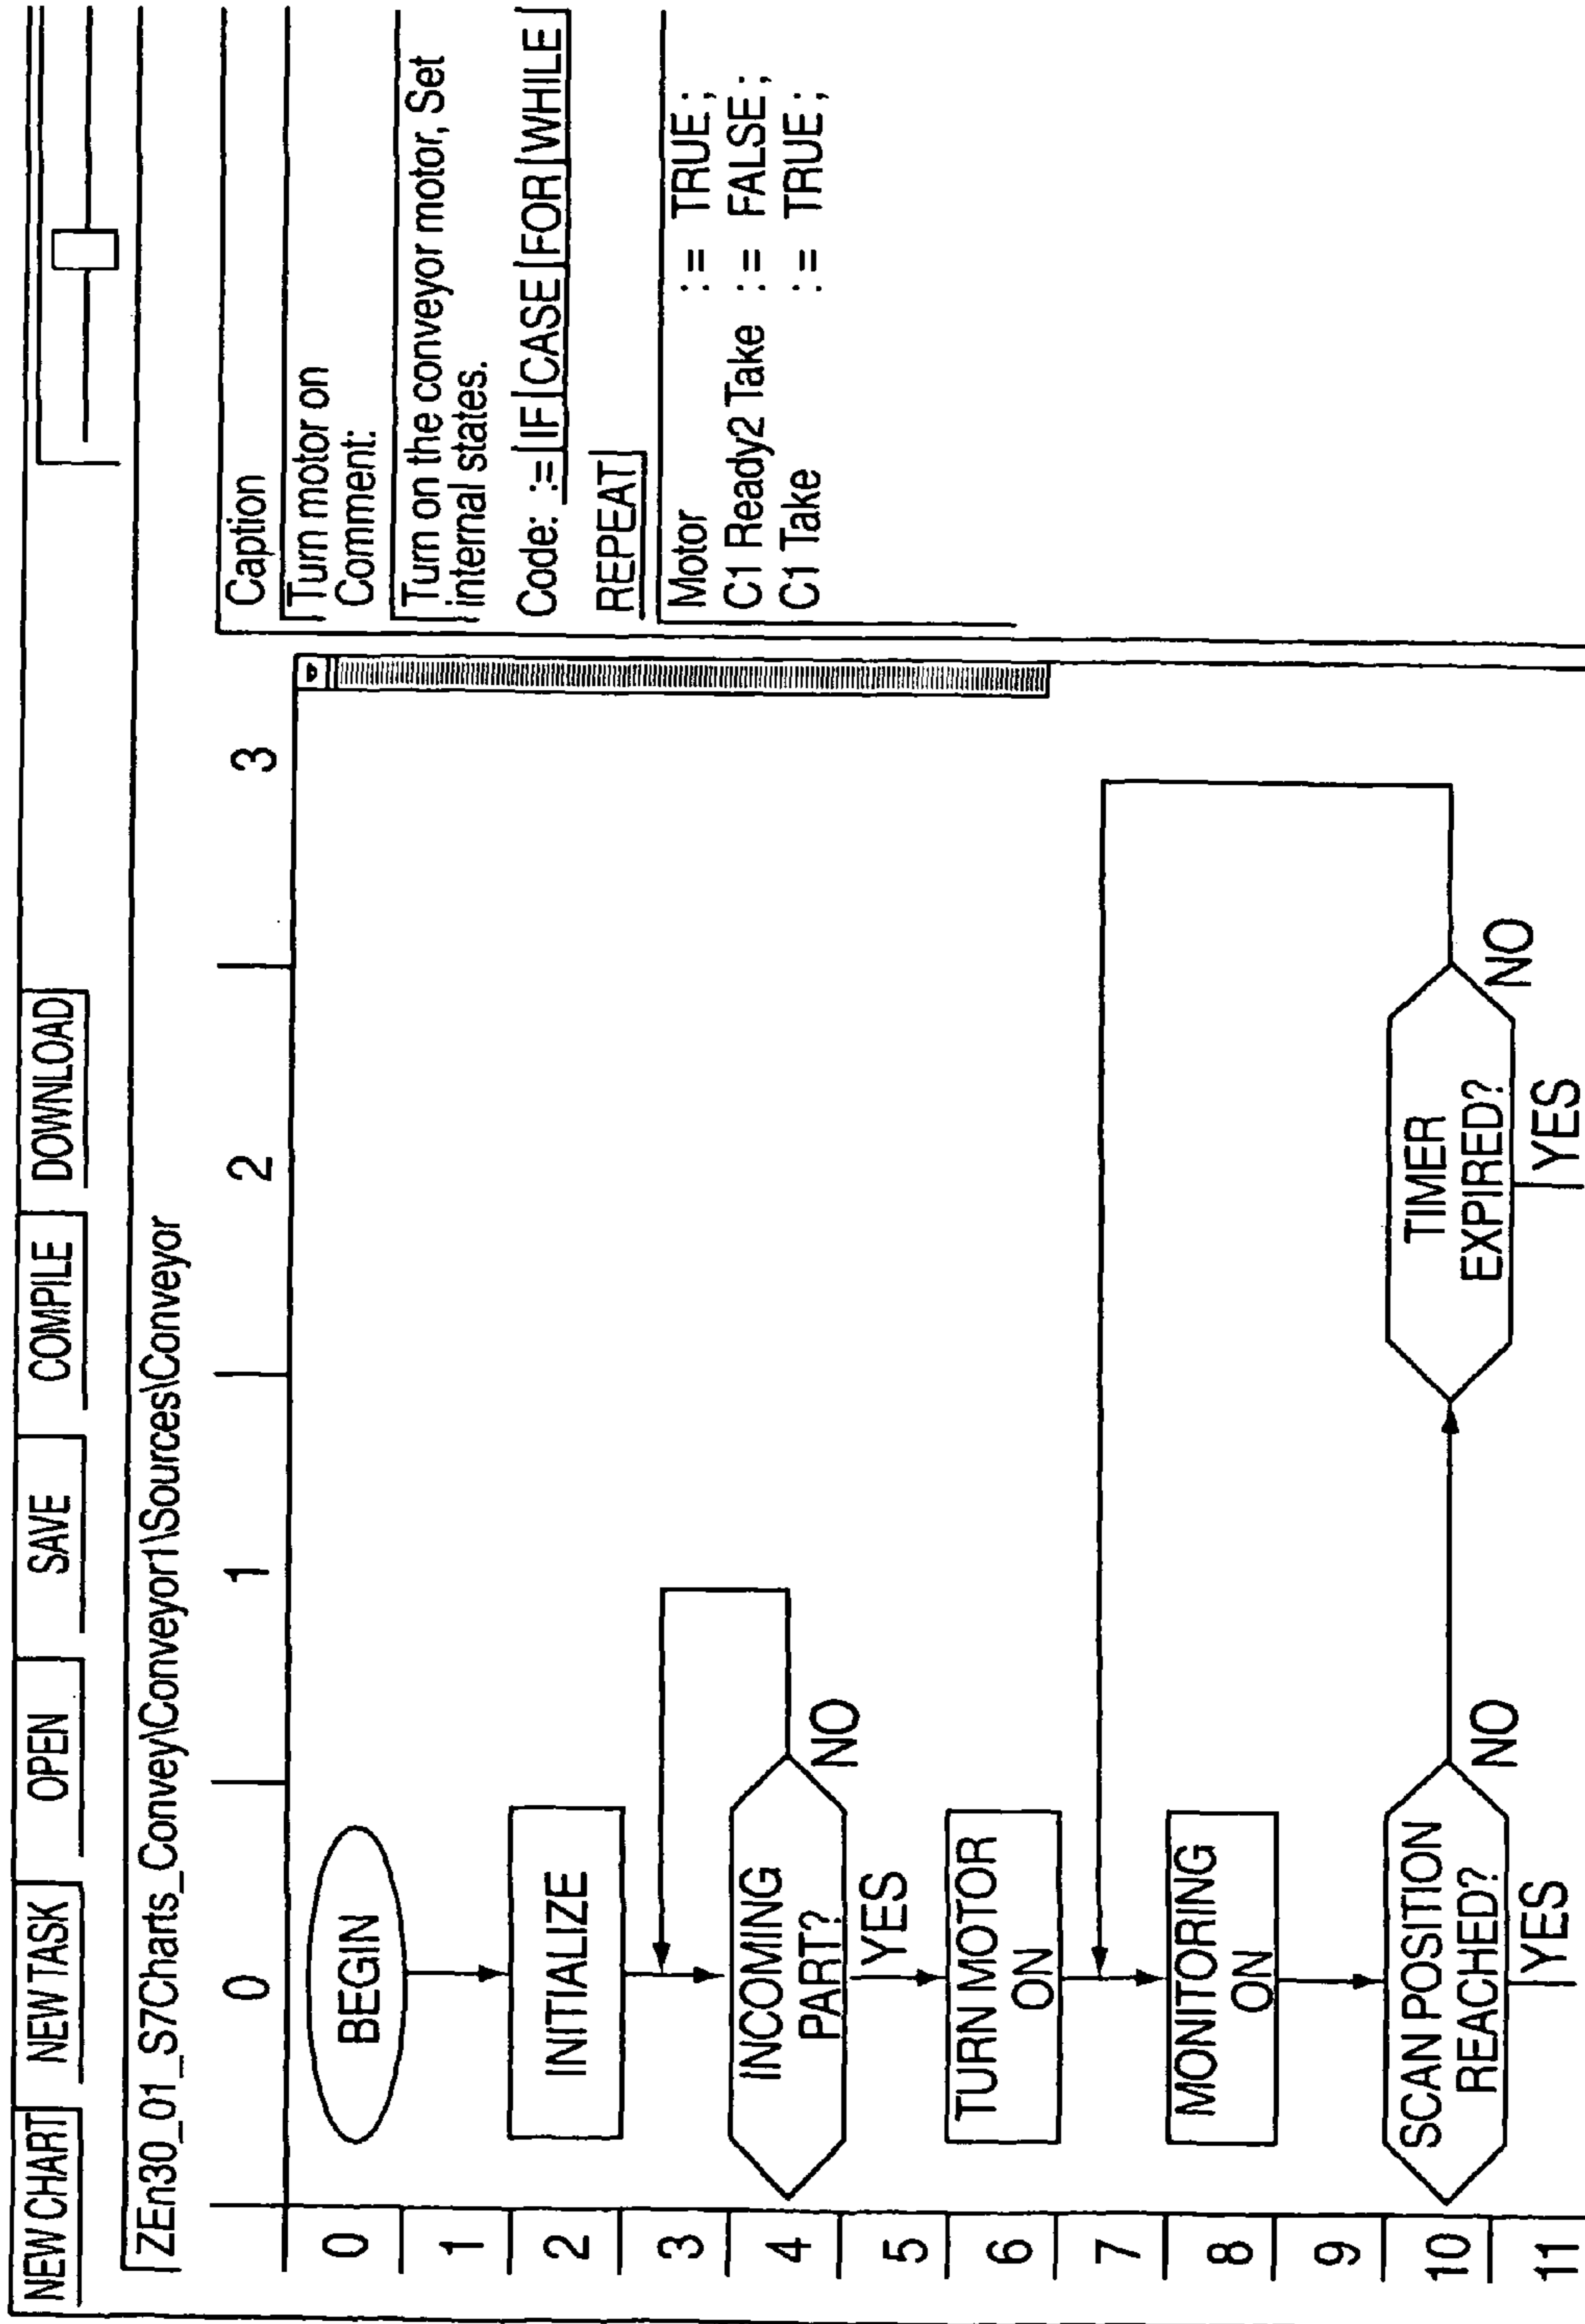 NEW CHART NEW TASK OPEN SAVE COMPILE DOWNLOAD
ZEn30_01_S7Charts_Convey\Conveyor1\Sources\Conveyor
0 1 2 3
0
1
2
3
4
5
6
7
8
9
10
11
BEGIN
INITIALIZE
INCOMING
PART?
NO
YES
TURN MOTOR
ON
MONITORING
ON
SCAN POSITION
REACHED?
NO
YES
TIMER
EXPIRED?
NO
YES
Caption
Turn motor on
Comment:
Turn on the conveyor motor, Set
internal states.
Code: := IF CASE FOR WHILE
REPEAT
Motor := TRUE;
C1 Ready2 Take := FALSE;
C1 Take := TRUE;